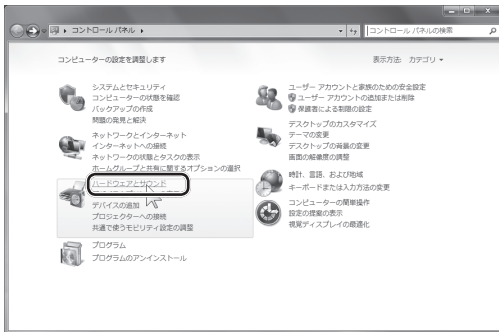 コントロール パネル
コントロール パネルの検索
コンピューターの設定を調整します
表示方法: カテゴリ
システムとセキュリティ
コンピューターの状態を確認
バックアップの作成
問題の発見と解決
ネットワークとインターネット
インターネットへの接続
ネットワークの状態とタスクの表示
ホームグループと共有に関するオプションの選択
ハードウェアとサウンド
デバイスの追加
プロジェクターへの接続
共通で使うモビリティ設定の調整
プログラム
プログラムのアンインストール
ユーザー アカウントと家族のための安全設定
ユーザー アカウントの追加または削除
保護者による制限の設定
デスクトップのカスタマイズ
テーマの変更
デスクトップの背景の変更
画面の解像度の調整
時計、言語、および地域
キーボードまたは入力方法の変更
コンピューターの簡単操作
設定の提案の表示
視覚ディスプレイの最適化